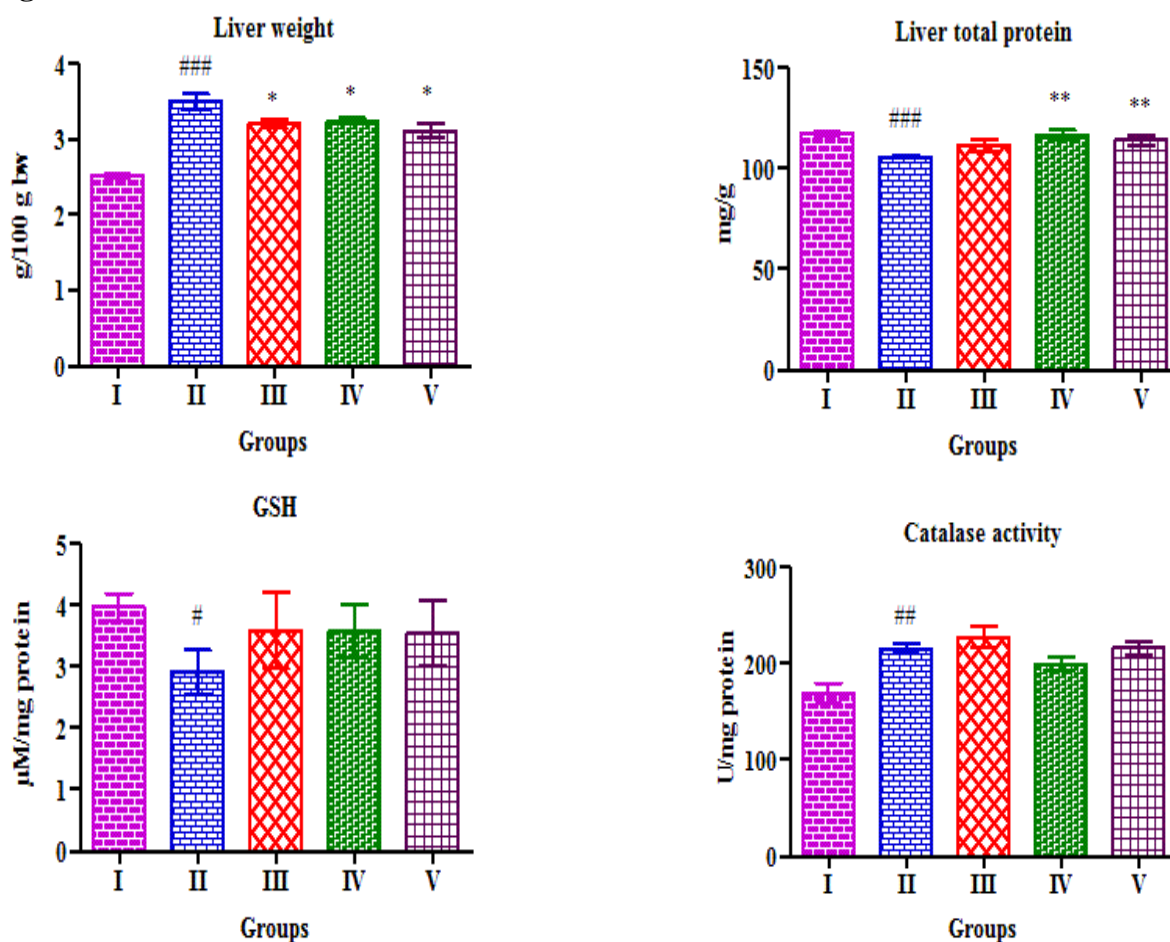 Liver weight
g/100 g bw
4
3
2
1
0
###
*
*
*
I II III IV V
Groups
Liver total protein
mg/g
150
100
50
0
###
**
**
I II III IV V
Groups
GSH
µM/mg protein
5
4
3
2
1
0
#
I II III IV V
Groups
Catalase activity
U/mg protein
300
200
100
0
##
I II III IV V
Groups